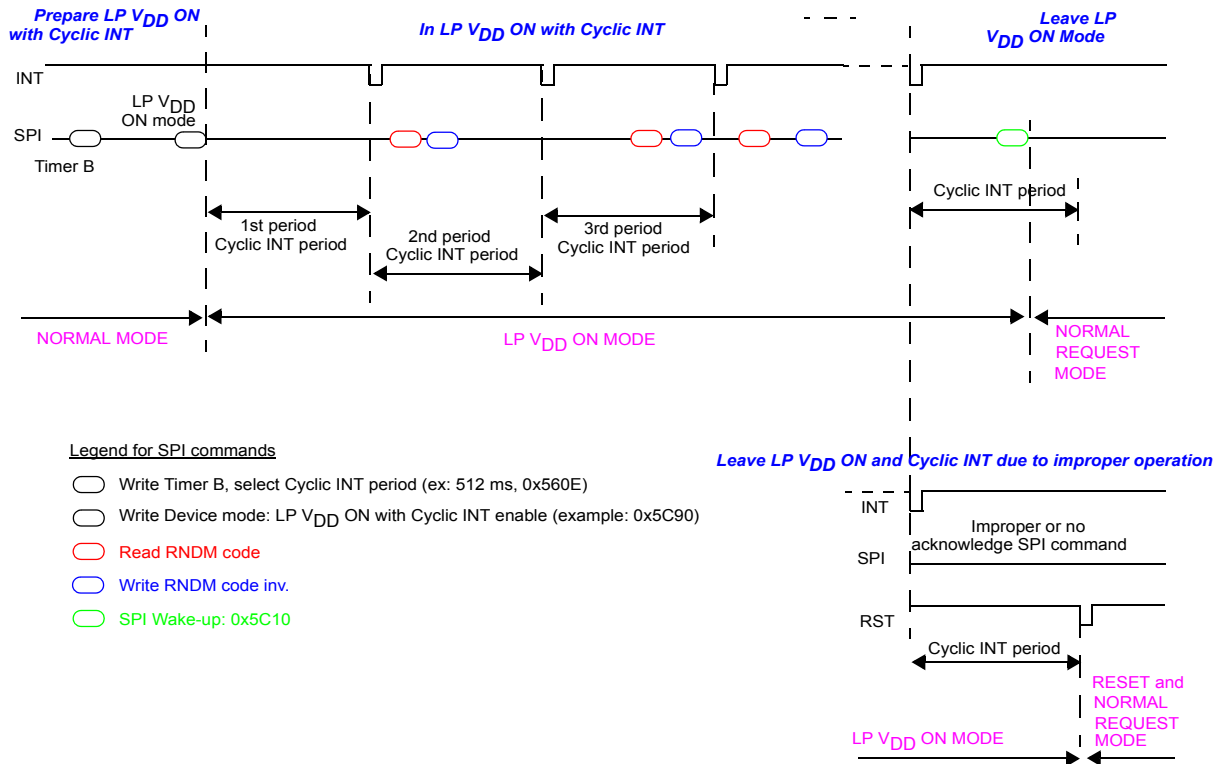 Prepare LP VDD ON
with Cyclic INT
In LP VDD ON with Cyclic INT
Leave LP
VDD ON Mode
INT
LP VDD
ON mode
SPI
Timer B
1st period
Cyclic INT period
2nd period
Cyclic INT period
3rd period
Cyclic INT period
Cyclic INT period
NORMAL MODE
LP VDD ON MODE
NORMAL
REQUEST
MODE
Legend for SPI commands
Write Timer B, select Cyclic INT period (ex: 512 ms, 0x560E)
Write Device mode: LP VDD ON with Cyclic INT enable (example: 0x5C90)
Read RNDM code
Write RNDM code inv.
SPI Wake-up: 0x5C10
Leave LP VDD ON and Cyclic INT due to improper operation
INT
Improper or no
acknowledge SPI command
SPI
RST
Cyclic INT period
RESET and
NORMAL
REQUEST
MODE
LP VDD ON MODE